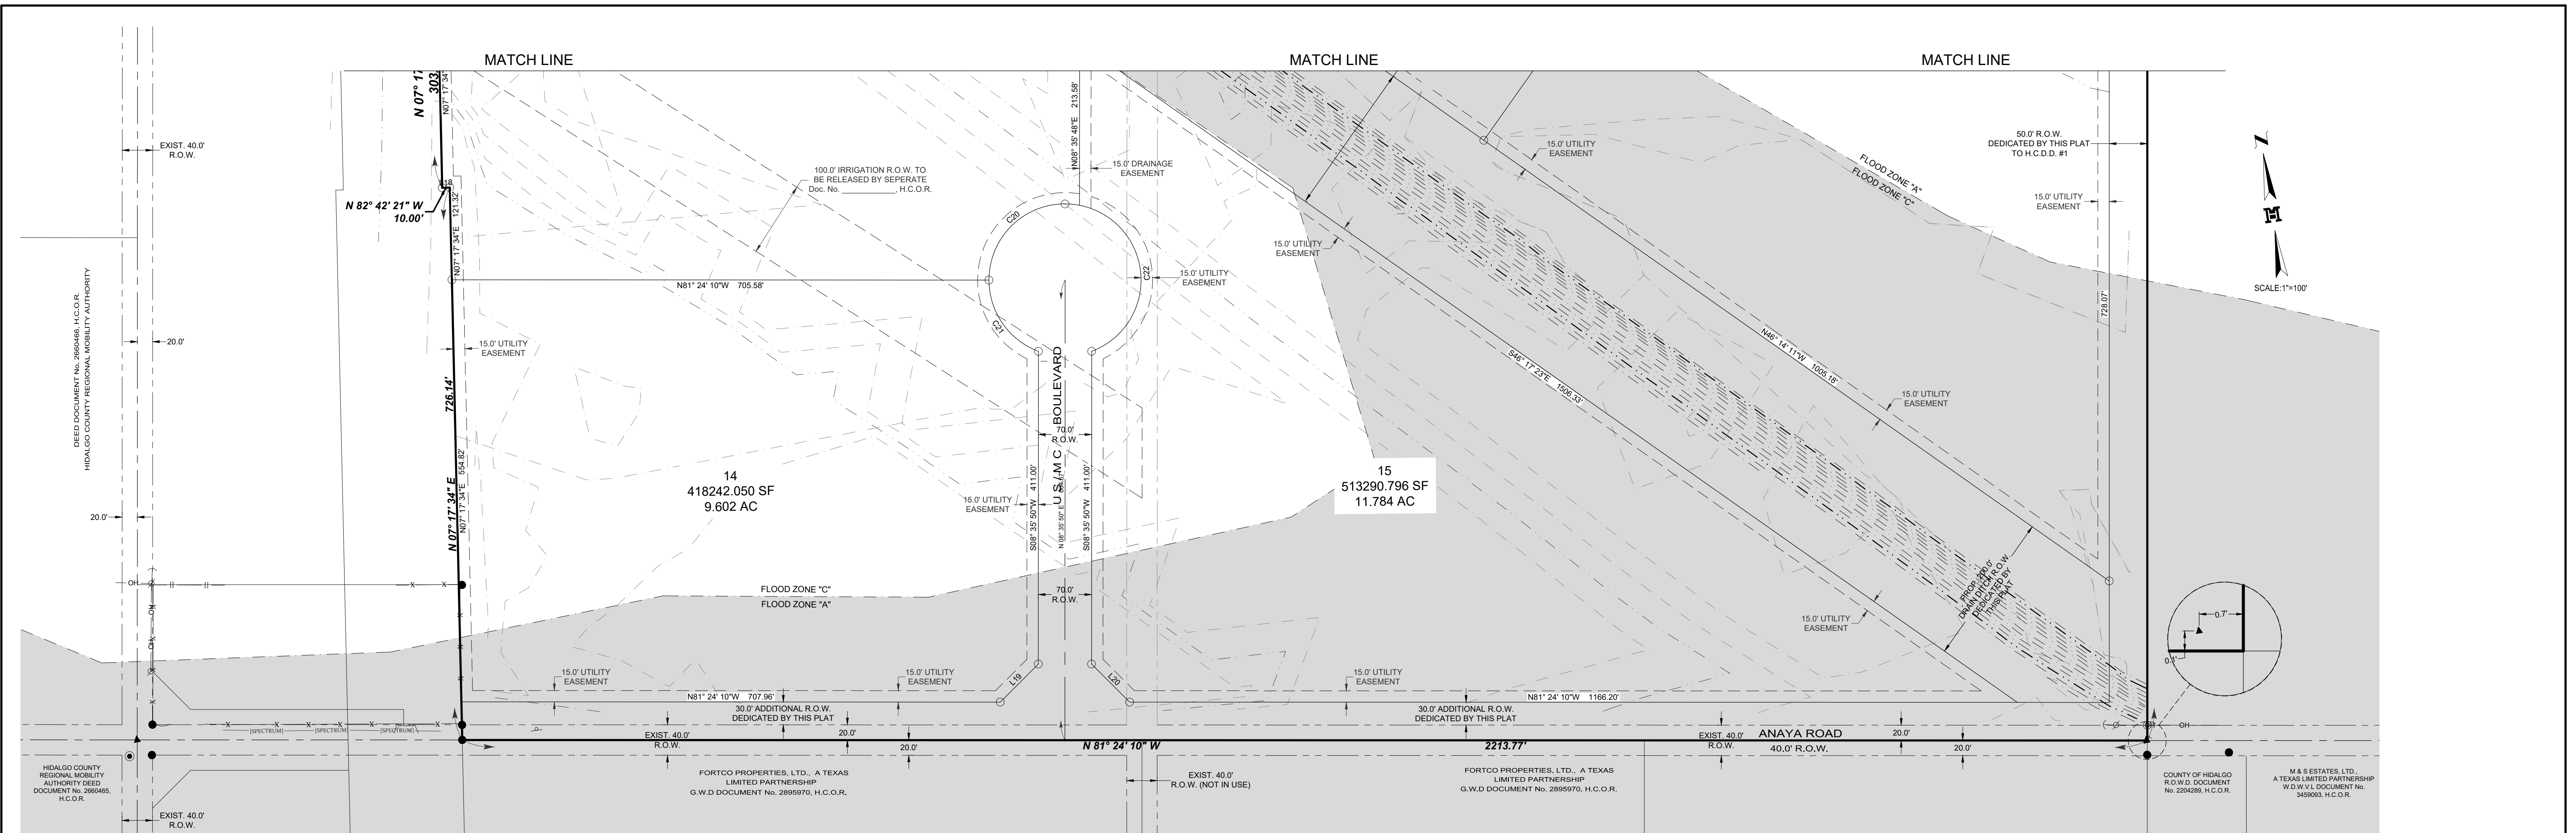 MATCH LINE
MATCH LINE
MATCH LINE
N 07° 17'
303.
N07° 17' 34"
EXIST. 40.0'
R.O.W.
N 82° 42' 21" W
10.00'
N07° 17' 34"E 121.32'
100.0' IRRIGATION R.O.W. TO
BE RELEASED BY SEPERATE
Doc. No. __________, H.C.O.R.
N08° 35' 48"E 213.58'
15.0' DRAINAGE
EASEMENT
C20
C21
C22
15.0' UTILITY
EASEMENT
15.0' UTILITY
EASEMENT
15.0' UTILITY
EASEMENT
FLOOD ZONE "A"
FLOOD ZONE "C"
50.0' R.O.W.
DEDICATED BY THIS PLAT
TO H.C.D.D. #1
15.0' UTILITY
EASEMENT
728.07'
SCALE:1"=100'
DEED DOCUMENT No. 2660466, H.C.O.R.
HIDALGO COUNTY REGIONAL MOBILITY AUTHORITY
20.0'
20.0'
N81° 24' 10"W 705.58'
15.0' UTILITY
EASEMENT
726.14'
N 07° 17' 34" E
N07° 17' 34"E 554.82'
14
418242.050 SF
9.602 AC
15.0' UTILITY
EASEMENT
70.0'
R.O.W.
U S / M C BOULEVARD
S08° 35' 50"W 411.00'
N 08° 35' 50" E
S08° 35' 50"W 411.00'
70.0'
R.O.W.
15
513290.796 SF
11.784 AC
S46° 17' 23"E 1506.33'
N46° 14' 11"W 1005.18'
15.0' UTILITY
EASEMENT
PROP. 200.0'
DRAIN DITCH R.O.W.
DEDICATED BY
THIS PLAT
15.0' UTILITY
EASEMENT
0.7'
0.1'
FLOOD ZONE "C"
FLOOD ZONE "A"
OH
OH
OH
15.0' UTILITY
EASEMENT
15.0' UTILITY
EASEMENT
15.0' UTILITY
EASEMENT
L19
L20
N81° 24' 10"W 707.96'
30.0' ADDITIONAL R.O.W.
DEDICATED BY THIS PLAT
N81° 24' 10"W 1166.20'
30.0' ADDITIONAL R.O.W.
DEDICATED BY THIS PLAT
[SPECTRUM]
[SPECTRUM]
[SPECTRUM]
EXIST. 40.0'
R.O.W.
20.0'
20.0'
N 81° 24' 10" W
2213.77'
EXIST. 40.0'
R.O.W.
ANAYA ROAD
40.0' R.O.W.
20.0'
20.0'
OH
HIDALGO COUNTY
REGIONAL MOBILITY
AUTHORITY DEED
DOCUMENT No. 2660465,
H.C.O.R.
EXIST. 40.0'
R.O.W.
FORTCO PROPERTIES, LTD., A TEXAS
LIMITED PARTNERSHIP
G.W.D DOCUMENT No. 2895970, H.C.O.R.
EXIST. 40.0'
R.O.W. (NOT IN USE)
FORTCO PROPERTIES, LTD., A TEXAS
LIMITED PARTNERSHIP
G.W.D DOCUMENT No. 2895970, H.C.O.R.
COUNTY OF HIDALGO
R.O.W.D. DOCUMENT
No. 2204289, H.C.O.R.
M & S ESTATES, LTD.,
A TEXAS LIMITED PARTNERSHIP
W.D.W.V.L DOCUMENT No.
3459093, H.C.O.R.